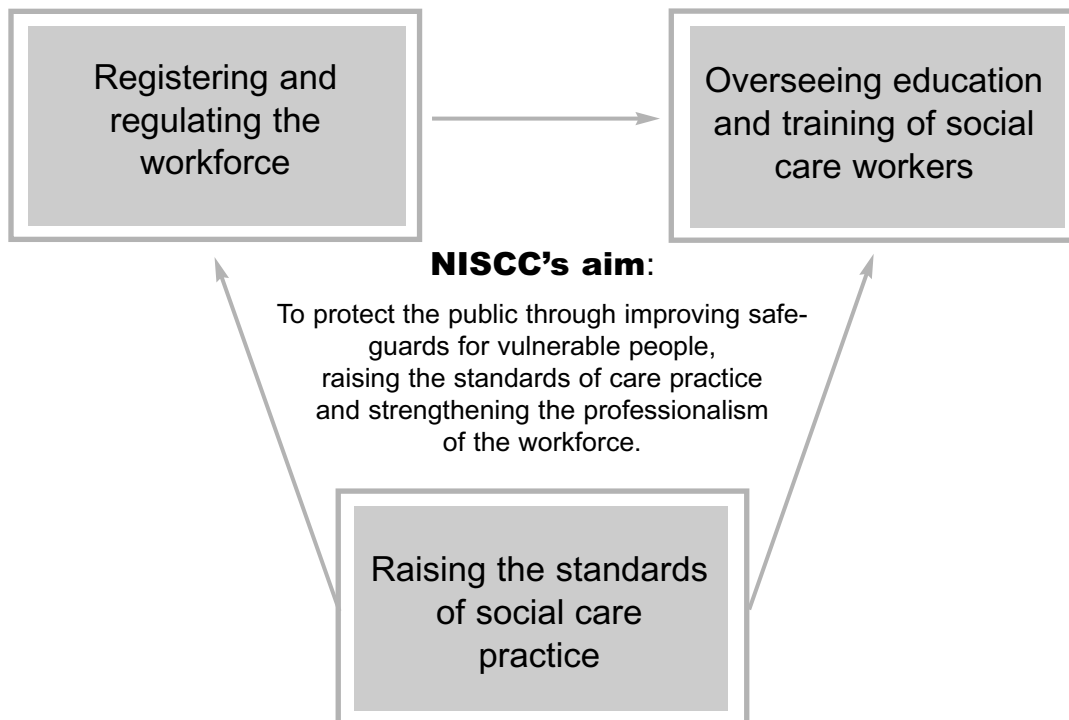 Registering and
regulating the
workforce
Overseeing education
and training of social
care workers
NISCC’s aim:
To protect the public through improving safe-
guards for vulnerable people,
raising the standards of care practice
and strengthening the professionalism
of the workforce.
Raising the standards
of social care
practice